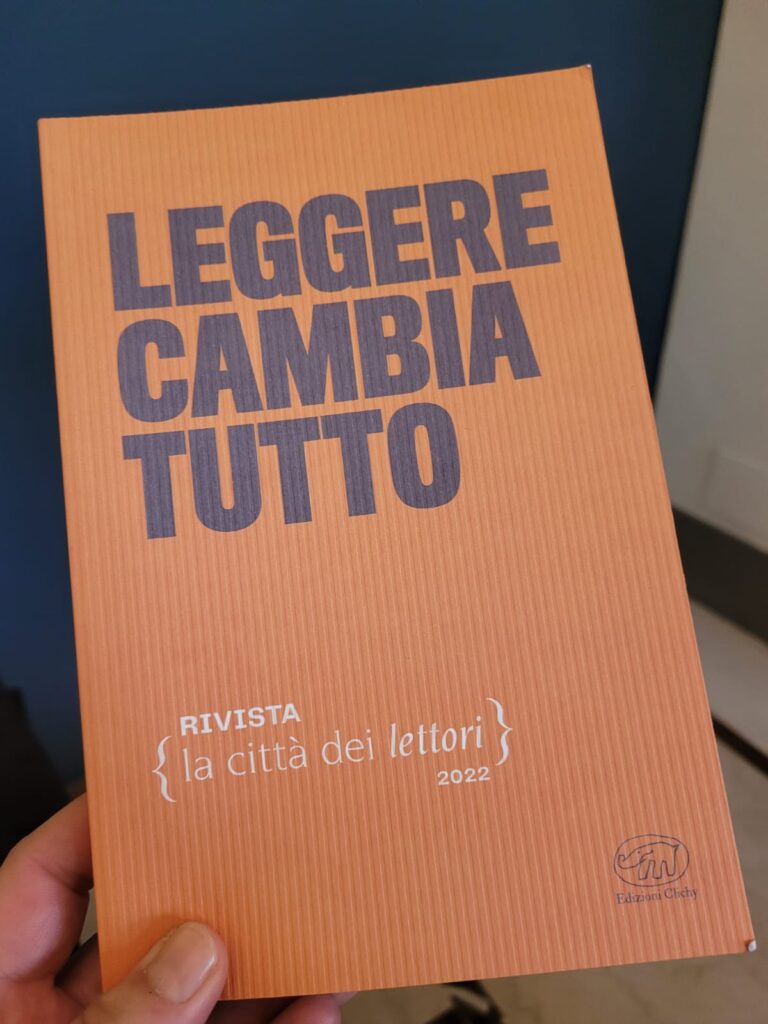 LEGGERE
CAMBIA
TUTTO
RIVISTA
{la città dei lettori}
2022
Edizioni Clichy